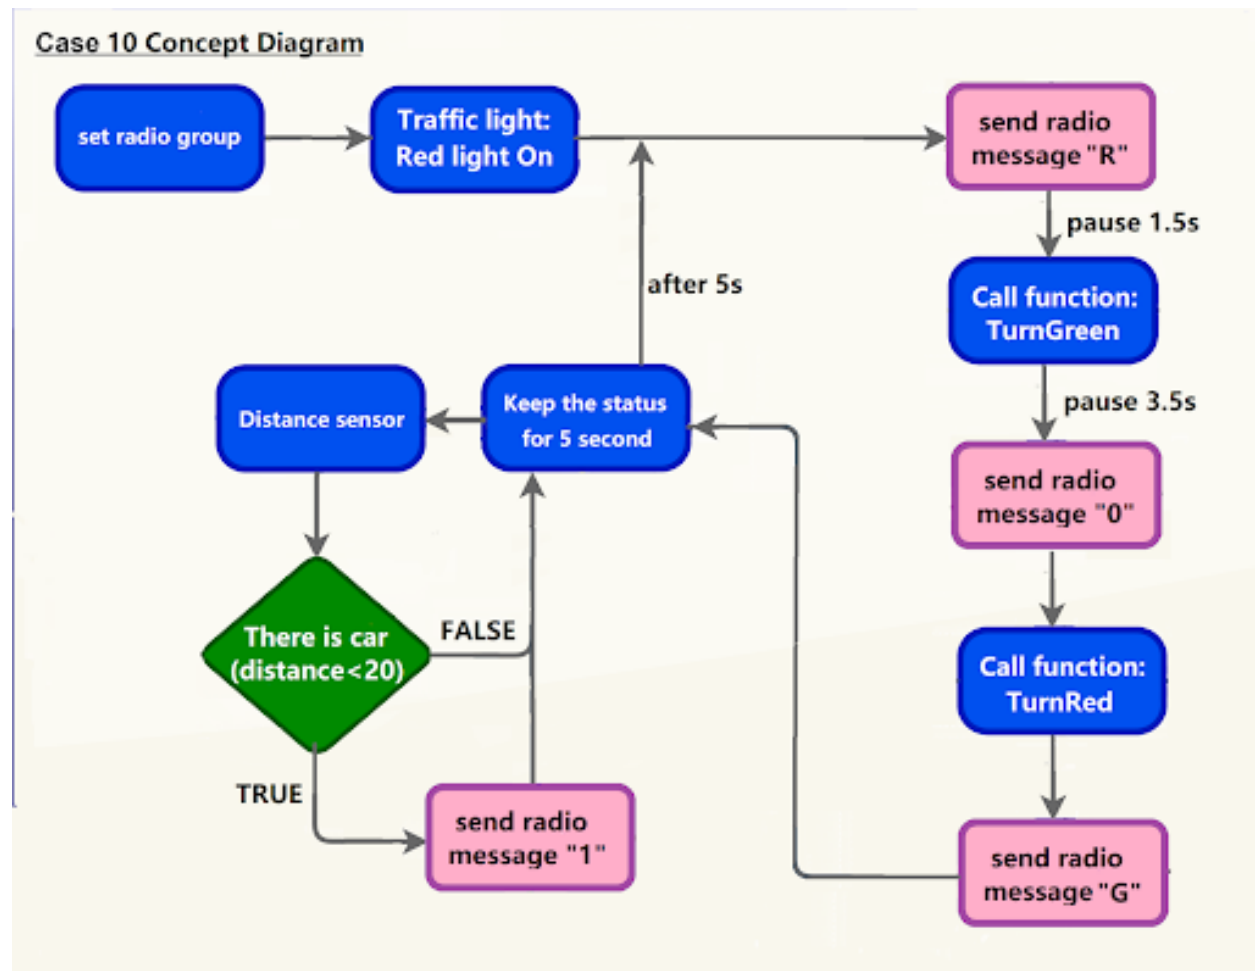 Case 10 Concept Diagram
set radio group
Traffic light:
Red light On
send radio
message "R"
pause 1.5s
Call function:
TurnGreen
pause 3.5s
send radio
message "0"
Call function:
TurnRed
send radio
message "G"
after 5s
Keep the status
for 5 second
Distance sensor
There is car
(distance<20)
FALSE
TRUE
send radio
message "1"